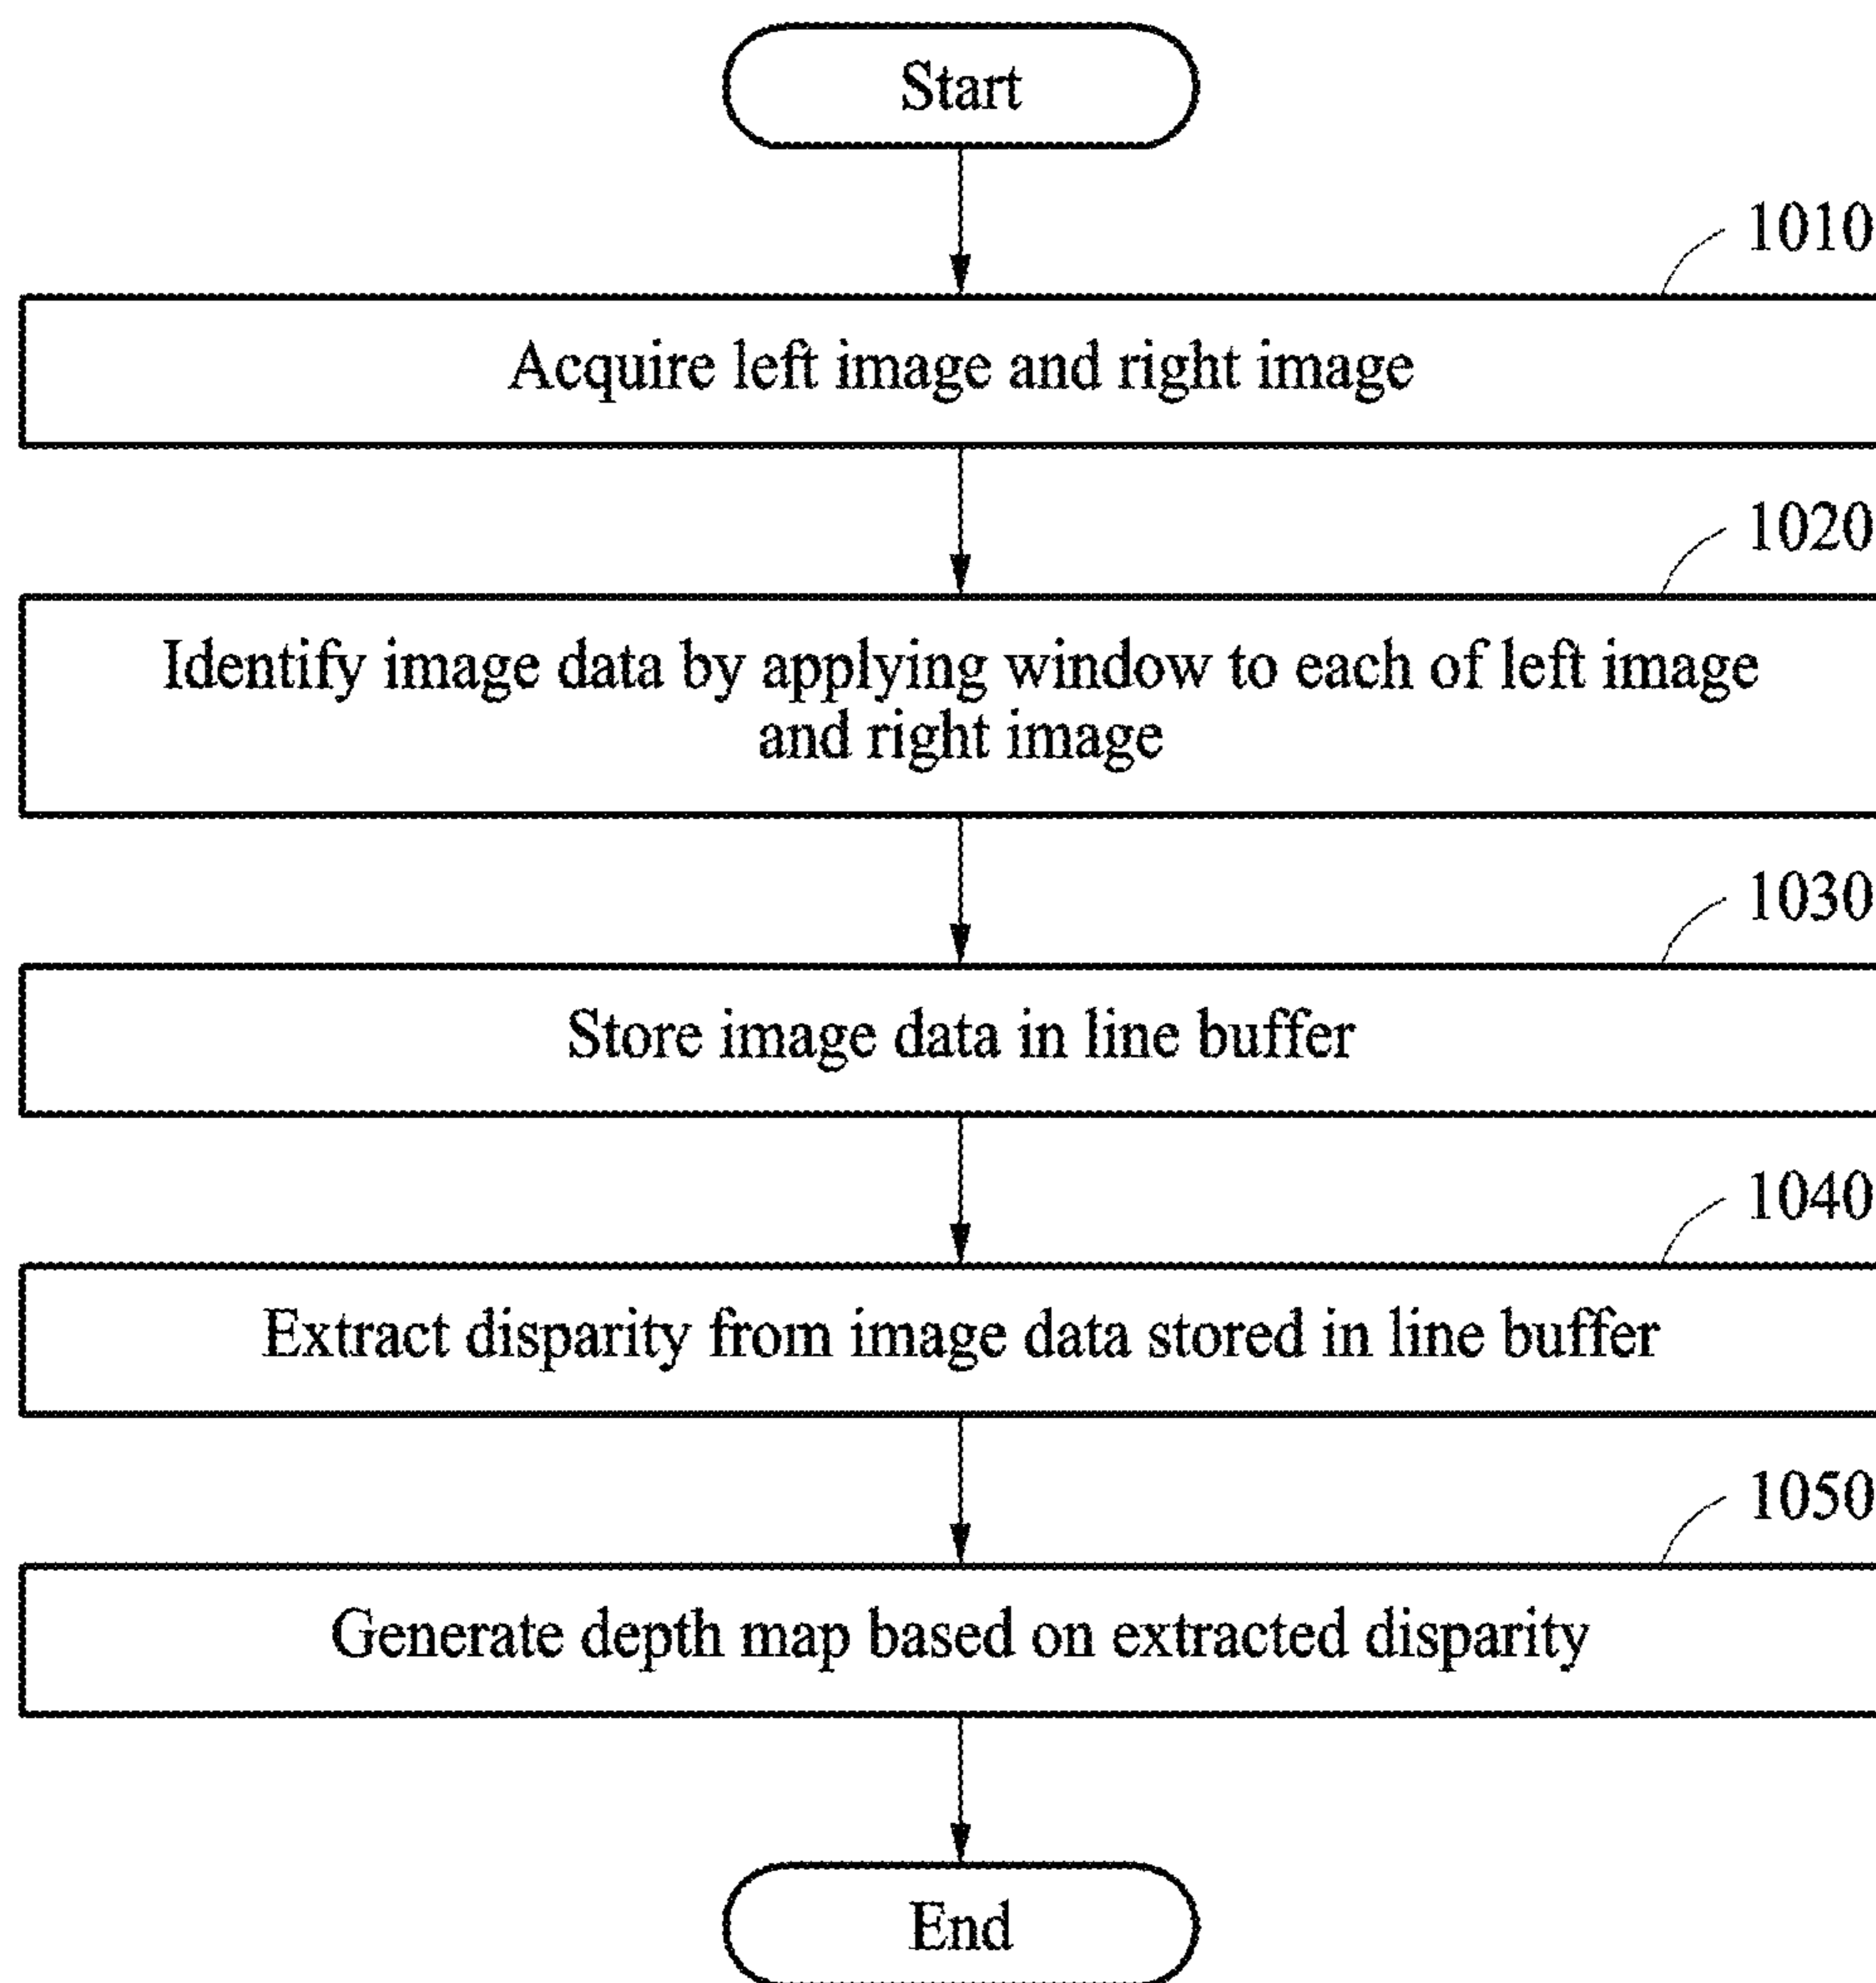 Start
1010
Acquire left image and right image
1020
Identify image data by applying window to each of left image
and right image
1030
Store image data in line buffer
1040
Extract disparity from image data stored in line buffer
1050
Generate depth map based on extracted disparity
End